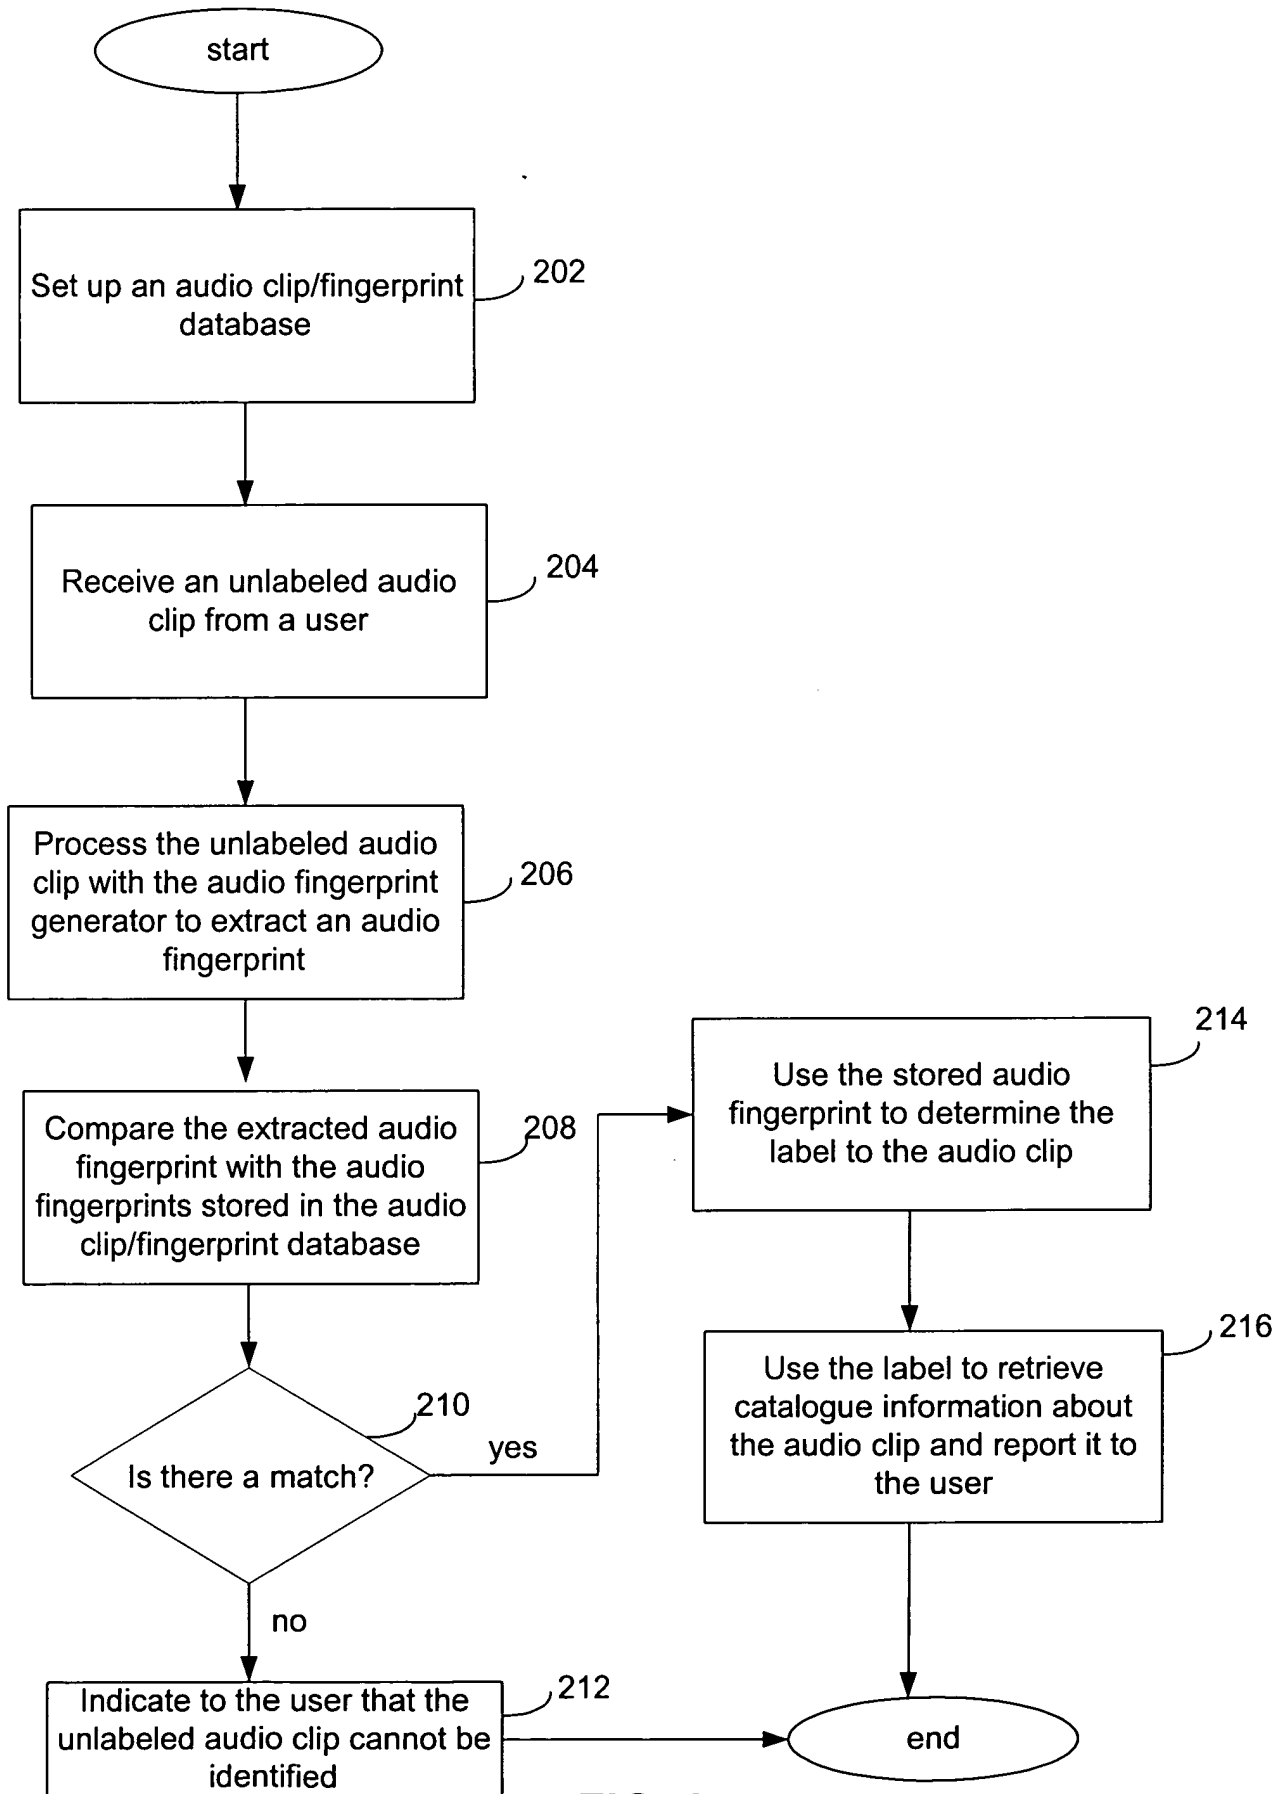 start
Set up an audio clip/fingerprint
database
202
Receive an unlabeled audio
clip from a user
204
Process the unlabeled audio
clip with the audio fingerprint
generator to extract an audio
fingerprint
206
Compare the extracted audio
fingerprint with the audio
fingerprints stored in the audio
clip/fingerprint database
208
Is there a match?
210
yes
no
Indicate to the user that the
unlabeled audio clip cannot be
identified
212
Use the stored audio
fingerprint to determine the
label to the audio clip
214
Use the label to retrieve
catalogue information about
the audio clip and report it to
the user
216
end